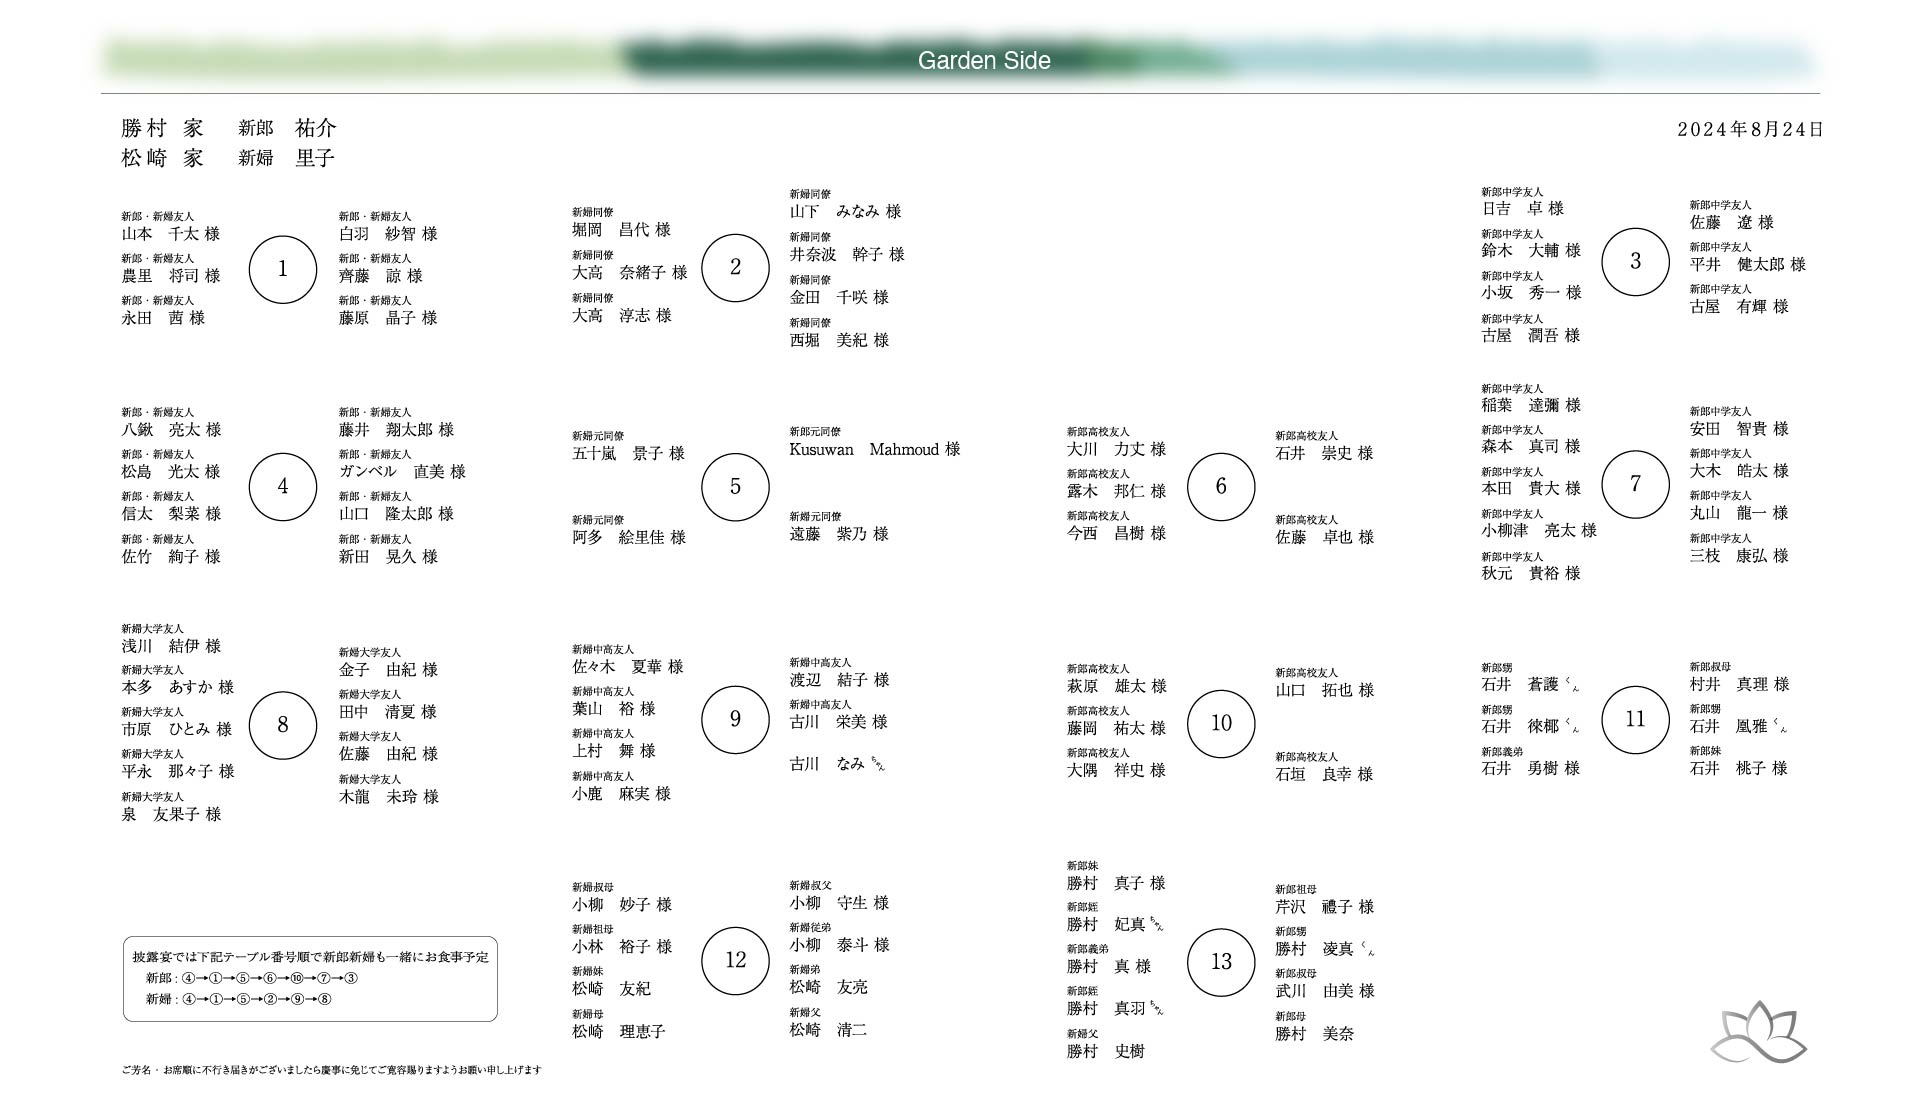 Garden Side
勝村 家 新郎 祐介
松崎 家 新婦 里子
2024年8月24日
新郎・新婦友人
山本 千太 様
新郎・新婦友人
農里 将司 様
新郎・新婦友人
永田 茜 様
1
新郎・新婦友人
白羽 紗智 様
新郎・新婦友人
齊藤 諒 様
新郎・新婦友人
藤原 晶子 様
新婦同僚
堀岡 昌代 様
新婦同僚
大高 奈緒子 様
新婦同僚
大高 淳志 様
2
新婦同僚
山下 みなみ 様
新婦同僚
井奈波 幹子 様
新婦同僚
金田 千咲 様
新婦同僚
西堀 美紀 様
新郎中学友人
日吉 卓 様
新郎中学友人
鈴木 大輔 様
新郎中学友人
小坂 秀一 様
新郎中学友人
古屋 潤吾 様
3
新郎中学友人
佐藤 遼 様
新郎中学友人
平井 健太郎 様
新郎中学友人
古屋 有輝 様
新郎・新婦友人
八鍬 亮太 様
新郎・新婦友人
松島 光太 様
新郎・新婦友人
信太 梨菜 様
新郎・新婦友人
佐竹 絢子 様
4
新郎・新婦友人
藤井 翔太郎 様
新郎・新婦友人
ガンベル 直美 様
新郎・新婦友人
山口 隆太郎 様
新郎・新婦友人
新田 晃久 様
新婦元同僚
五十嵐 景子 様
新婦元同僚
阿多 絵里佳 様
5
新郎元同僚
Kusuwan Mahmoud 様
新婦元同僚
遠藤 紫乃 様
新郎高校友人
大川 力丈 様
新郎高校友人
露木 邦仁 様
新郎高校友人
今西 昌樹 様
6
新郎高校友人
石井 崇史 様
新郎高校友人
佐藤 卓也 様
新郎中学友人
稲葉 達彌 様
新郎中学友人
森本 真司 様
新郎中学友人
本田 貴大 様
新郎中学友人
小柳津 亮太 様
新郎中学友人
秋元 貴裕 様
7
新郎中学友人
安田 智貴 様
新郎中学友人
大木 皓太 様
新郎中学友人
丸山 龍一 様
新郎中学友人
三枝 康弘 様
新婦大学友人
浅川 結伊 様
新婦大学友人
本多 あすか 様
新婦大学友人
市原 ひとみ 様
新婦大学友人
平永 那々子 様
新婦大学友人
泉 友果子 様
8
新婦大学友人
金子 由紀 様
新婦大学友人
田中 清夏 様
新婦大学友人
佐藤 由紀 様
新婦大学友人
木龍 未玲 様
新婦中高友人
佐々木 夏華 様
新婦中高友人
葉山 裕 様
新婦中高友人
上村 舞 様
新婦中高友人
小鹿 麻実 様
9
新婦中高友人
渡辺 結子 様
新婦中高友人
古川 栄美 様
古川 なみ ちゃん
新郎高校友人
萩原 雄太 様
新郎高校友人
藤岡 祐太 様
新郎高校友人
大隅 祥史 様
10
新郎高校友人
山口 拓也 様
新郎高校友人
石垣 良幸 様
新郎甥
石井 蒼護 くん
新郎甥
石井 徠椰 くん
新郎義弟
石井 勇樹 様
11
新郎叔母
村井 真理 様
新郎甥
石井 凰雅 くん
新郎妹
石井 桃子 様
新婦叔母
小柳 妙子 様
新婦祖母
小林 裕子 様
新婦妹
松崎 友紀
新婦母
松崎 理恵子
12
新婦叔父
小柳 守生 様
新婦従弟
小柳 泰斗 様
新婦弟
松崎 友亮
新婦父
松崎 清二
新郎妹
勝村 真子 様
新郎姪
勝村 妃真 ちゃん
新郎義弟
勝村 真 様
新郎姪
勝村 真羽 ちゃん
新婦父
勝村 史樹
13
新郎祖母
芹沢 禮子 様
新郎甥
勝村 凌真 くん
新郎叔母
武川 由美 様
新郎母
勝村 美奈
披露宴では下記テーブル番号順で新郎新婦も一緒にお食事予定
新郎：④→①→⑤→⑥→⑩→⑦→③
新婦：④→①→⑤→②→⑨→⑧
ご芳名・お席順に不行き届きがございましたら慶事に免じてご寛容賜りますようお願い申し上げます